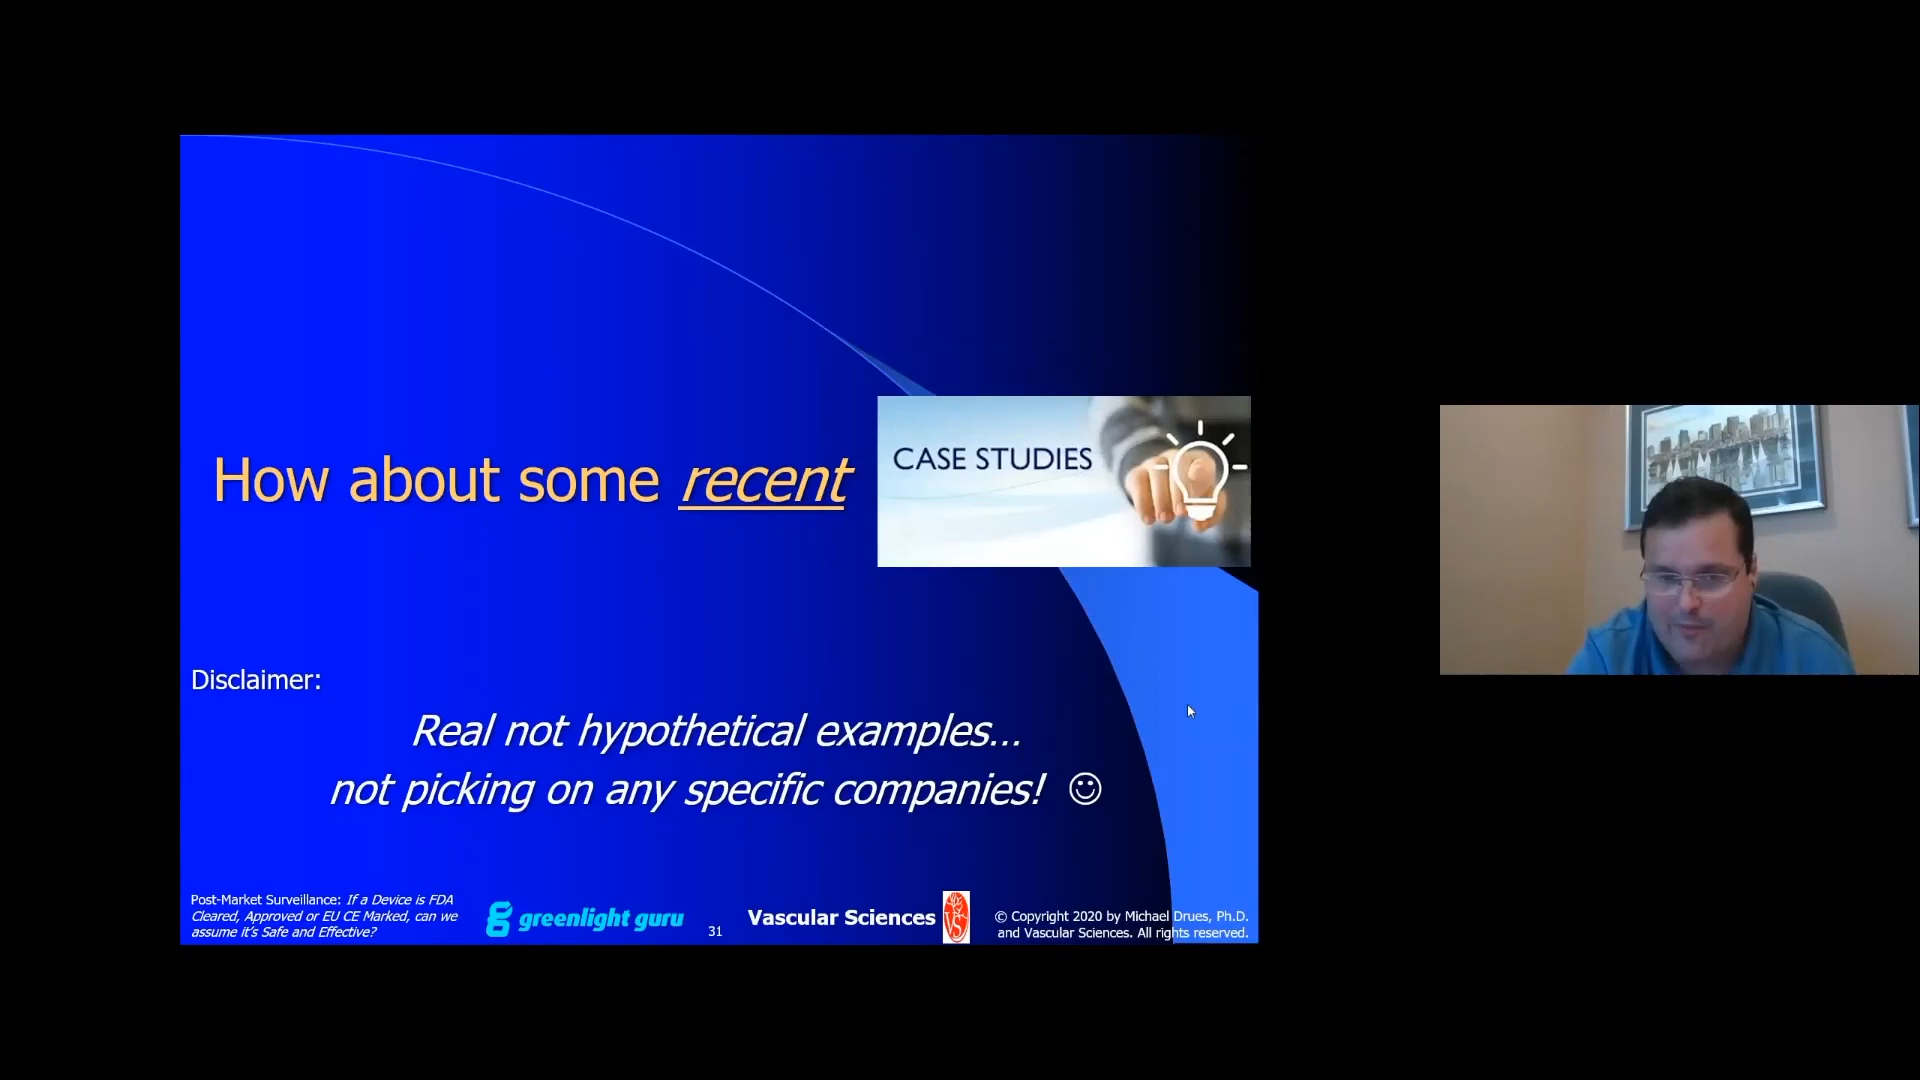 How about some recent
CASE STUDIES
Disclaimer:
Real not hypothetical examples...
not picking on any specific companies! ☺
Post-Market Surveillance: If a Device is FDA
Cleared, Approved or EU CE Marked, can we
assume it's Safe and Effective?
greenlight guru
31
Vascular Sciences
VS
© Copyright 2020 by Michael Drues, Ph.D.
and Vascular Sciences. All rights reserved.